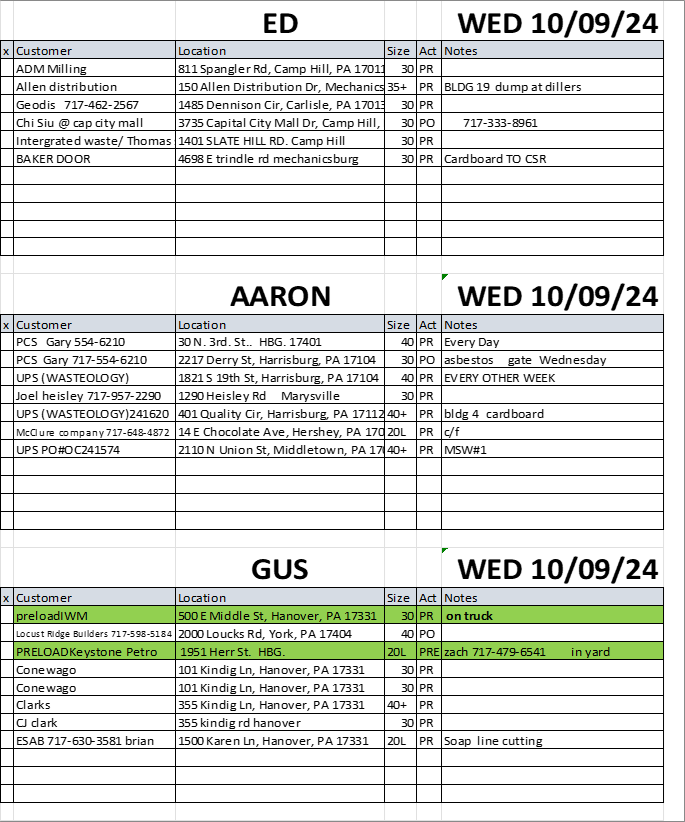 ED WED 10/09/24
x Customer Location Size Act Notes
ADM Milling 811 Spangler Rd, Camp Hill, PA 17011 30 PR
Allen distribution 150 Allen Distribution Dr, Mechanics 35+ PR BLDG 19 dump at dillers
Geodis 717-462-2567 1485 Dennison Cir, Carlisle, PA 17013 30 PR
Chi Siu @ cap city mall 3735 Capital City Mall Dr, Camp Hill, 30 PO 717-333-8961
Intergrated waste/ Thomas 1401 SLATE HILL RD. Camp Hill 30 PR
BAKER DOOR 4698 E trindle rd mechanicsburg 30 PR Cardboard TO CSR
AARON WED 10/09/24
x Customer Location Size Act Notes
PCS Gary 554-6210 30 N. 3rd. St.. HBG. 17401 40 PR Every Day
PCS Gary 717-554-6210 2217 Derry St, Harrisburg, PA 17104 30 PO asbestos gate Wednesday
UPS (WASTEOLOGY) 1821 S 19th St, Harrisburg, PA 17104 40 PR EVERY OTHER WEEK
Joel heisley 717-957-2290 1290 Heisley Rd Marysville 30 PR
UPS (WASTEOLOGY)241620 401 Quality Cir, Harrisburg, PA 17112 40+ PR bldg 4 cardboard
McClure company 717-648-4872 14 E Chocolate Ave, Hershey, PA 170 20L PR c/f
UPS PO#OC241574 2110 N Union St, Middletown, PA 17 40+ PR MSW#1
GUS WED 10/09/24
x Customer Location Size Act Notes
preloadIWM 500 E Middle St, Hanover, PA 17331 30 PR on truck
Locust Ridge Builders 717-598-5184 2000 Loucks Rd, York, PA 17404 40 PO
PRELOADKeystone Petro 1951 Herr St. HBG. 20L PRE zach 717-479-6541 in yard
Conewago 101 Kindig Ln, Hanover, PA 17331 30 PR
Conewago 101 Kindig Ln, Hanover, PA 17331 30 PR
Clarks 355 Kindig Ln, Hanover, PA 17331 40+ PR
CJ clark 355 kindig rd hanover 30 PR
ESAB 717-630-3581 brian 1500 Karen Ln, Hanover, PA 17331 20L PR Soap line cutting